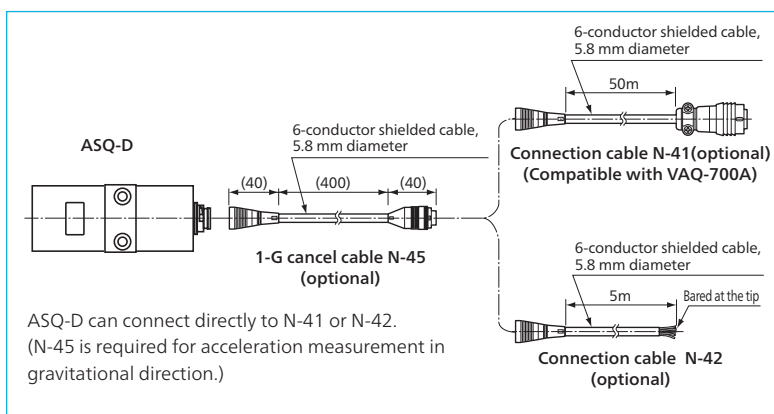 ASQ-D
6-conductor shielded cable,
5.8 mm diameter
(40)
(400)
(40)
1-G cancel cable N-45
(optional)
6-conductor shielded cable,
5.8 mm diameter
50m
Connection cable N-41(optional)
(Compatible with VAQ-700A)
6-conductor shielded cable,
5.8 mm diameter
5m
Bared at the tip
Connection cable N-42
(optional)
ASQ-D can connect directly to N-41 or N-42.
(N-45 is required for acceleration measurement in
gravitational direction.)